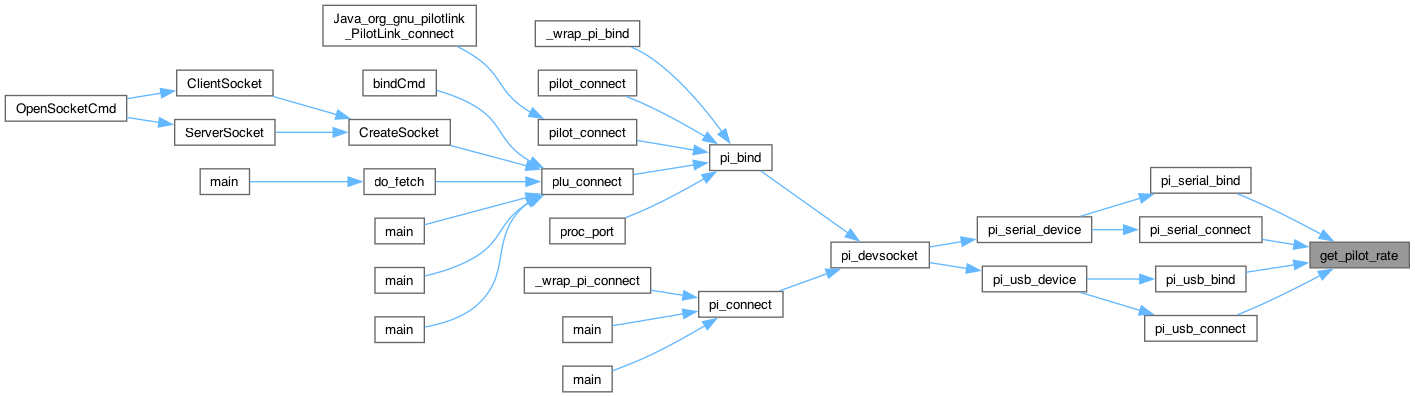 Java_org_gnu_pilotlink
_PilotLink_connect
_wrap_pi_bind
ClientSocket
bindCmd
pilot_connect
OpenSocketCmd
ServerSocket
CreateSocket
pilot_connect
pi_bind
main
do_fetch
plu_connect
pi_serial_bind
main
proc_port
pi_serial_device
pi_serial_connect
pi_devsocket
get_pilot_rate
main
_wrap_pi_connect
pi_usb_device
pi_usb_bind
pi_connect
main
main
pi_usb_connect
main